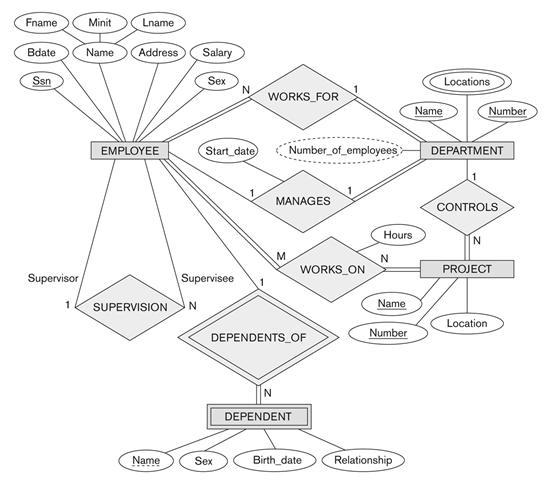 Fname
Minit
Lname
Bdate
Name
Address
Salary
Ssn
Sex
N
WORKS_FOR
1
Locations
Name
Number
EMPLOYEE
Start_date
Number_of_employees
DEPARTMENT
1
MANAGES
1
1
CONTROLS
N
Hours
M
WORKS_ON
N
PROJECT
Supervisor
Supervisee
1
SUPERVISION
N
1
Name
Number
Location
DEPENDENTS_OF
N
DEPENDENT
Name
Sex
Birth_date
Relationship